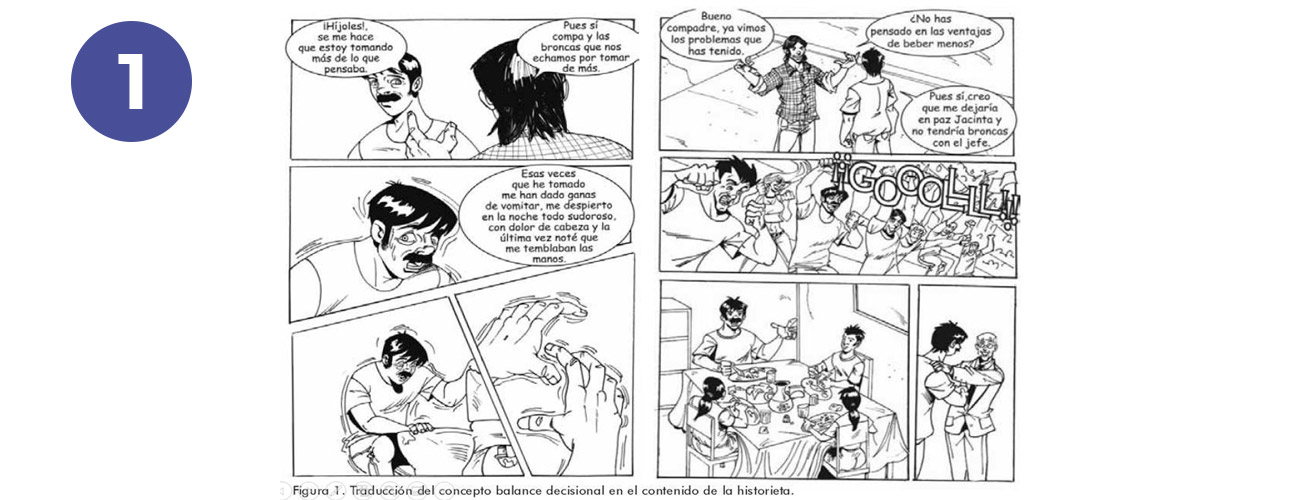 1
¡Híjoles!,
se me hace
que estoy tomando
más de lo que
pensaba.
Pues sí
compa y las
broncas que nos
echamos por tomar
de más.
Esas veces
que he tomado
me han dado ganas
de vomitar, me despierto
en la noche todo sudoroso,
con dolor de cabeza y la
última vez noté que
me temblaban las
manos.
Bueno
compadre, ya vimos
los problemas que
has tenido.
¿No has
pensado en las ventajas
de beber menos?
Pues sí,creo
que me dejaría
en paz Jacinta y
no tendría broncas
con el jefe.
¡¡GOOOLLLL!!
Figura 1. Traducción del concepto balance decisional en el contenido de la historieta.